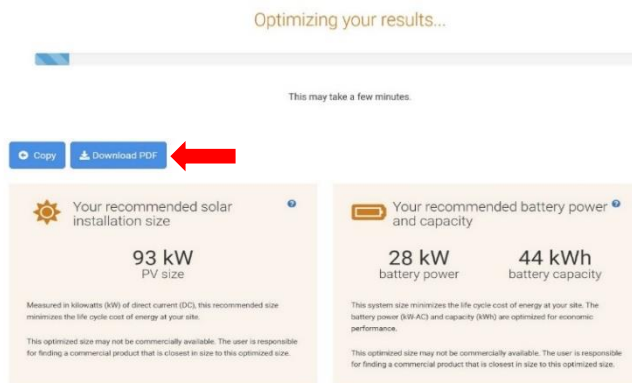 Optimizing your results...
This may take a few minutes.
Copy
Download PDF
Your recommended solar
installation size
93 kW
PV size
Measured in kilowatts (kW) of direct current (DC), this recommended size
minimizes the life cycle cost of energy at your site.
This optimized size may not be commercially available. The user is responsible
for finding a commercial product that is closest in size to this optimized size.
Your recommended battery power
and capacity
28 kW
battery power
44 kWh
battery capacity
This system size minimizes the life cycle cost of energy at your site. The
battery power (kW-AC) and capacity (kWh) are optimized for economic
performance.
This optimized size may not be commercially available. The user is responsible
for finding a commercial product that is closest in size to this optimized size.